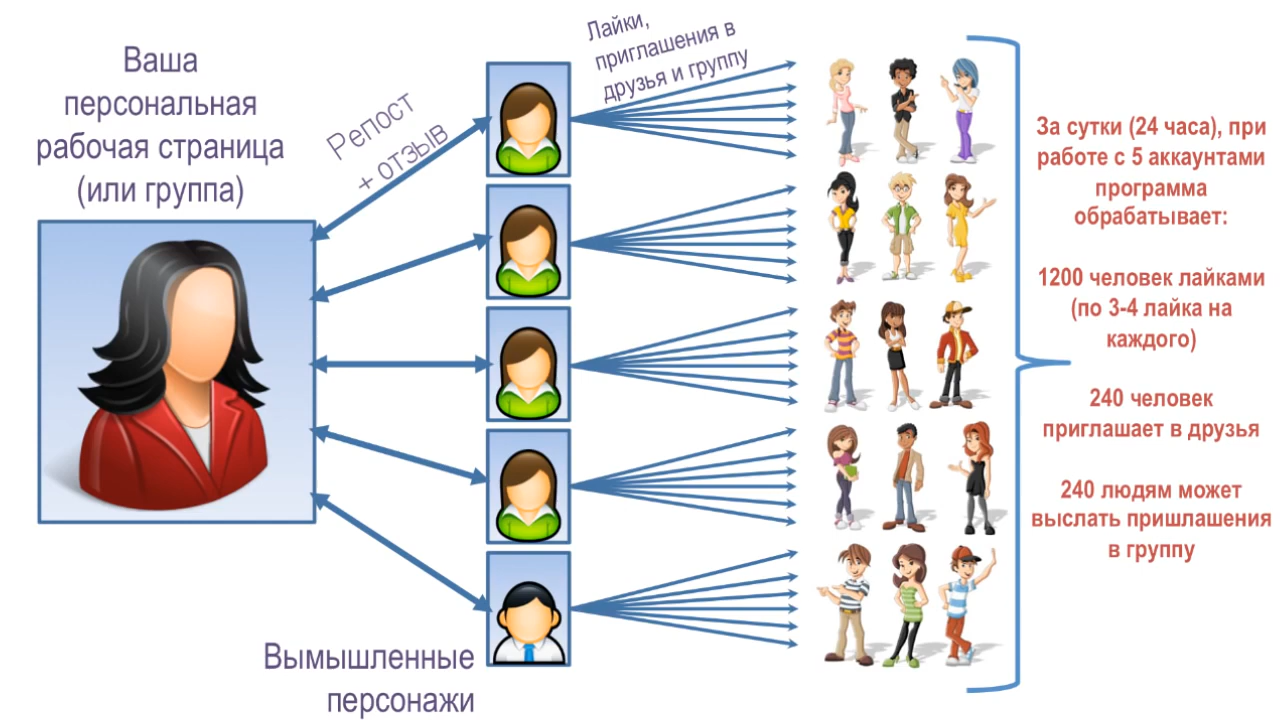 Ваша
персональная
рабочая страница
(или группа)
Репост
+ отзыв
Лайки,
приглашения в
друзья и группу
Вымышленные
персонажи
За сутки (24 часа), при
работе с 5 аккаунтами
программа
обрабатывает:
1200 человек лайками
(по 3-4 лайка на
каждого)
240 человек
приглашает в друзья
240 людям может
выслать пришлашения
в группу